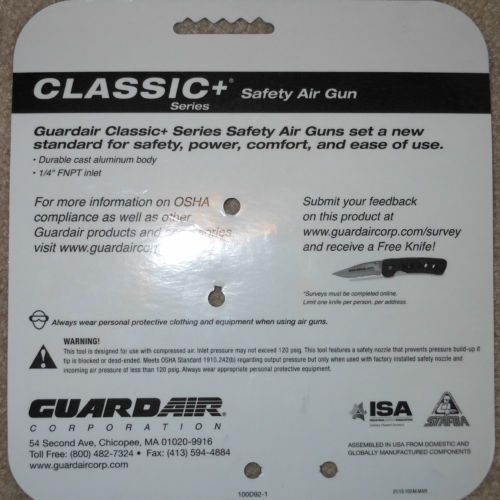 CLASSIC+® Safety Air Gun
Series
Guardair Classic+ Series Safety Air Guns set a new
standard for safety, power, comfort, and ease of use.
• Durable cast aluminum body
• 1/4" FNPT inlet
For more information on OSHA
compliance as well as other
Guardair products and accessories
visit www.guardaircorp
Submit your feedback
on this product at
www.guardaircorp.com/survey
and receive a Free Knife!
*Surveys must be completed online.
Limit one knife per person, per address.
Always wear personal protective clothing and equipment when using air guns.
WARNING!
This tool is designed for use with compressed air. Inlet pressure may not exceed 120 psig. This tool features a safety nozzle that prevents pressure build-up if
tip is blocked or dead-ended. Meets OSHA Standard 1910.242(b) regarding output pressure but only when used with factory installed safety nozzle and
incoming air pressure of less than 120 psig. Always wear appropriate personal protective equipment.
GUARDAIR
CORPORATION
54 Second Ave, Chicopee, MA 01020-9916
Toll Free: (800) 482-7324 • Fax: (413) 594-4884
www.guardaircorp.com
ISA
STAFDA
ASSEMBLED IN USA FROM DOMESTIC AND
GLOBALLY MANUFACTURED COMPONENTS
100D92-1